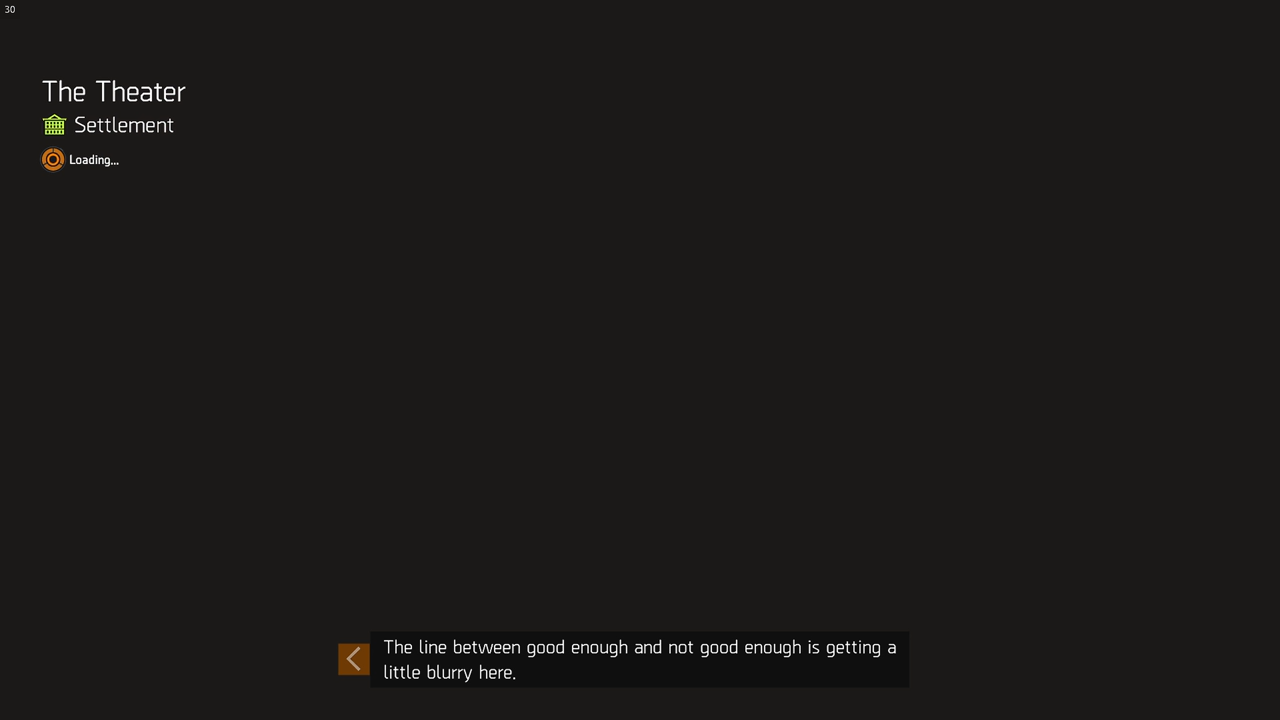 30
The Theater
Settlement
Loading...
The line between good enough and not good enough is getting a
little blurry here.